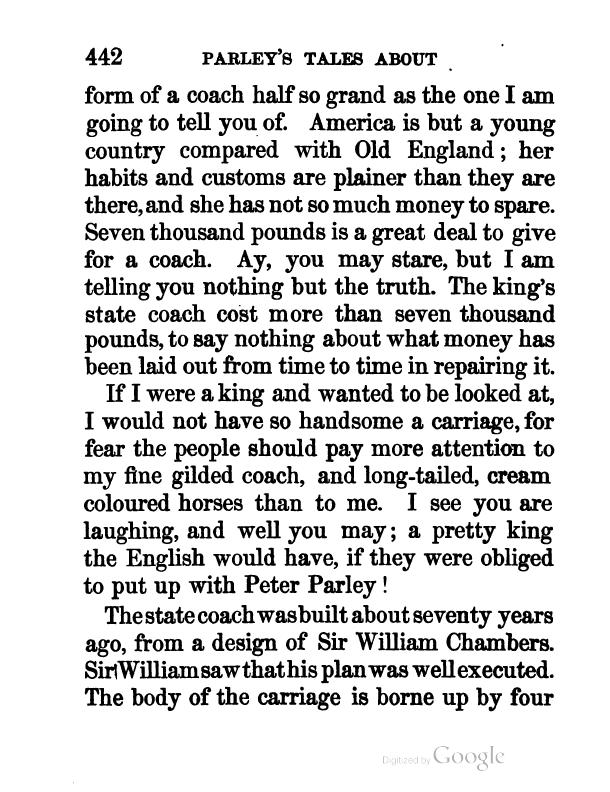 442 PARLEY'S TALES ABOUT
form of a coach half so grand as the one I am
going to tell you of. America is but a young
country compared with Old England; her
habits and customs are plainer than they are
there, and she has not so much money to spare.
Seven thousand pounds is a great deal to give
for a coach. Ay, you may stare, but I am
telling you nothing but the truth. The king's
state coach cost more than seven thousand
pounds, to say nothing about what money has
been laid out from time to time in repairing it.
If I were a king and wanted to be looked at,
I would not have so handsome a carriage, for
fear the people should pay more attention to
my fine gilded coach, and long-tailed, cream
coloured horses than to me. I see you are
laughing, and well you may; a pretty king
the English would have, if they were obliged
to put up with Peter Parley!
The state coach was built about seventy years
ago, from a design of Sir William Chambers.
Sir William saw that his plan was well executed.
The body of the carriage is borne up by four
Digitized by Google